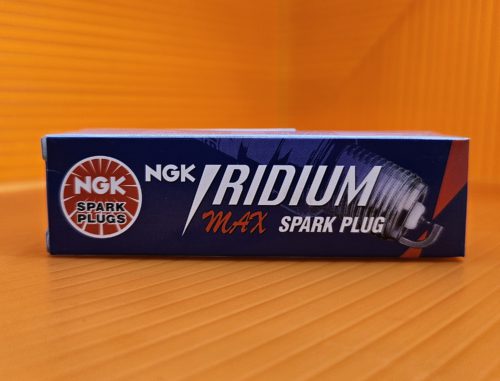 NGK
SPARK
PLUGS
NGK IRIDIUM
MAX SPARK PLUG